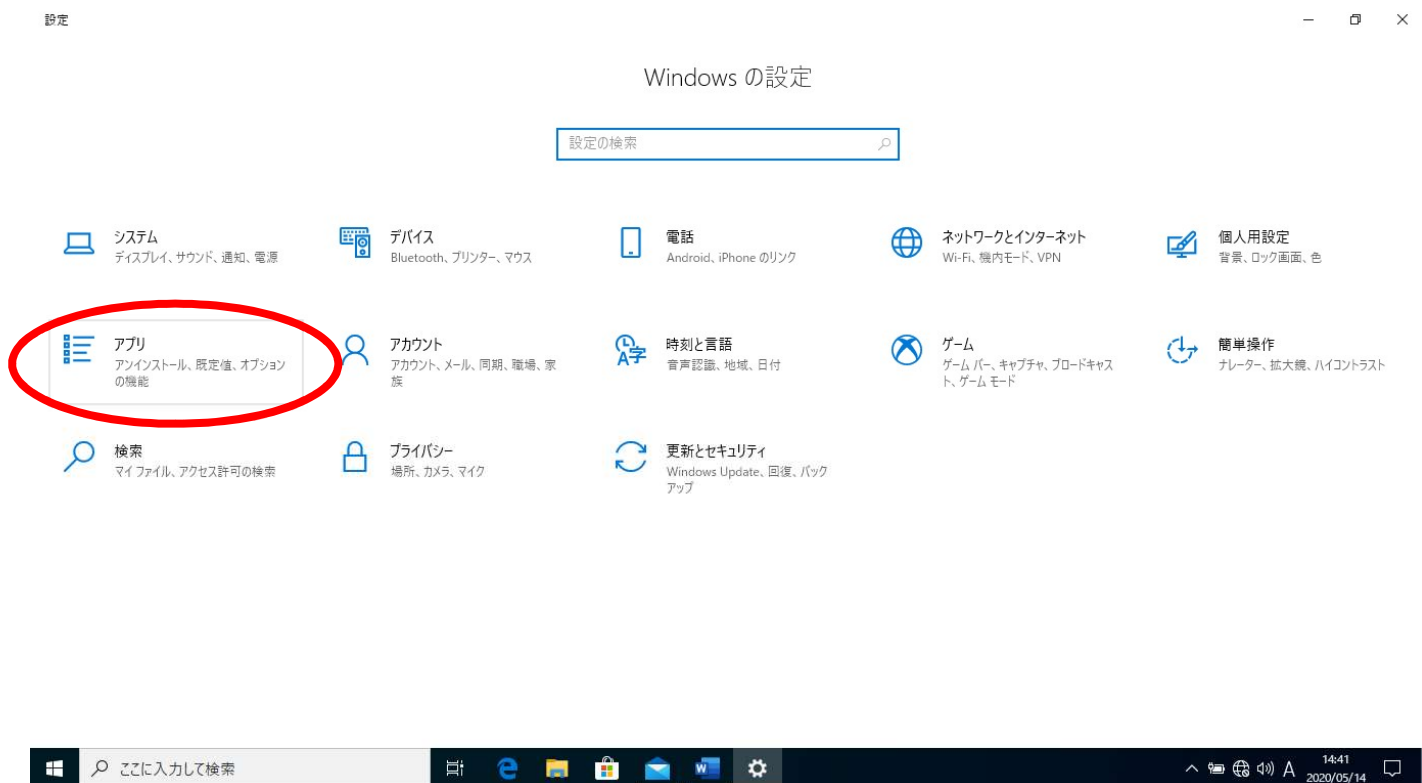 設定
Windows の設定
設定の検索
システム
ディスプレイ、サウンド、通知、電源
デバイス
Bluetooth、プリンター、マウス
電話
Android、iPhone のリンク
ネットワークとインターネット
Wi-Fi、機内モード、VPN
個人用設定
背景、ロック画面、色
アプリ
アンインストール、既定値、オプション
の機能
アカウント
アカウント、メール、同期、職場、家
族
時刻と言語
音声認識、地域、日付
ゲーム
ゲーム バー、キャプチャ、ブロードキャス
ト、ゲーム モード
簡単操作
ナレーター、拡大鏡、ハイコントラスト
検索
マイ ファイル、アクセス許可の検索
プライバシー
場所、カメラ、マイク
更新とセキュリティ
Windows Update、回復、バック
アップ
ここに入力して検索
A
14:41
2020/05/14